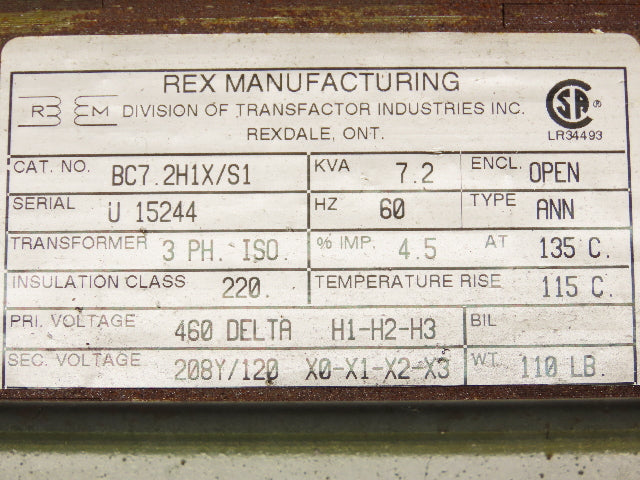 REX MANUFACTURING
R EM DIVISION OF TRANSFACTOR INDUSTRIES INC. SA ®
REXDALE, ONT. LR34493
CAT. NO. BC7.2H1X/S1 KVA 7.2 ENCL. OPEN
SERIAL U 15244 HZ 60 TYPE ANN
TRANSFORMER 3 PH. ISO. % IMP. 4.5 AT 135 C.
INSULATION CLASS 220. TEMPERATURE RISE 115 C.
PRI. VOLTAGE 460 DELTA H1-H2-H3 BIL
SEC. VOLTAGE 208Y/120 X0-X1-X2-X3 WT. 110 LB.